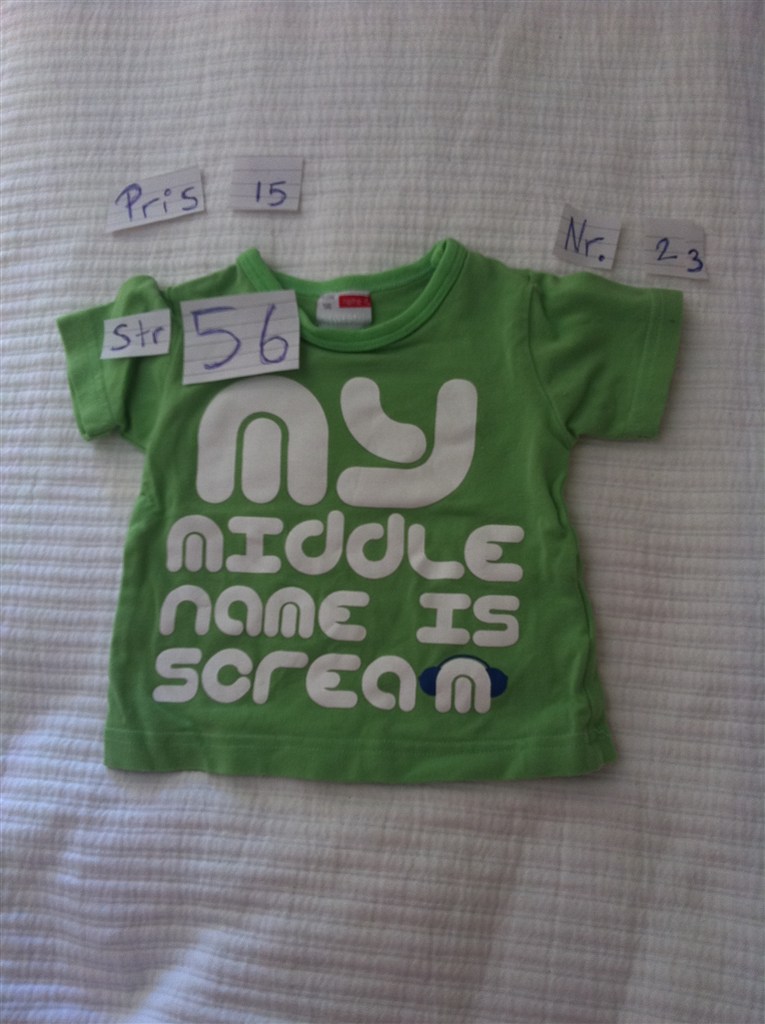 Pris 15
Nr. 23
Str 56
MY
MIDDLE
NAME IS
SCREAM